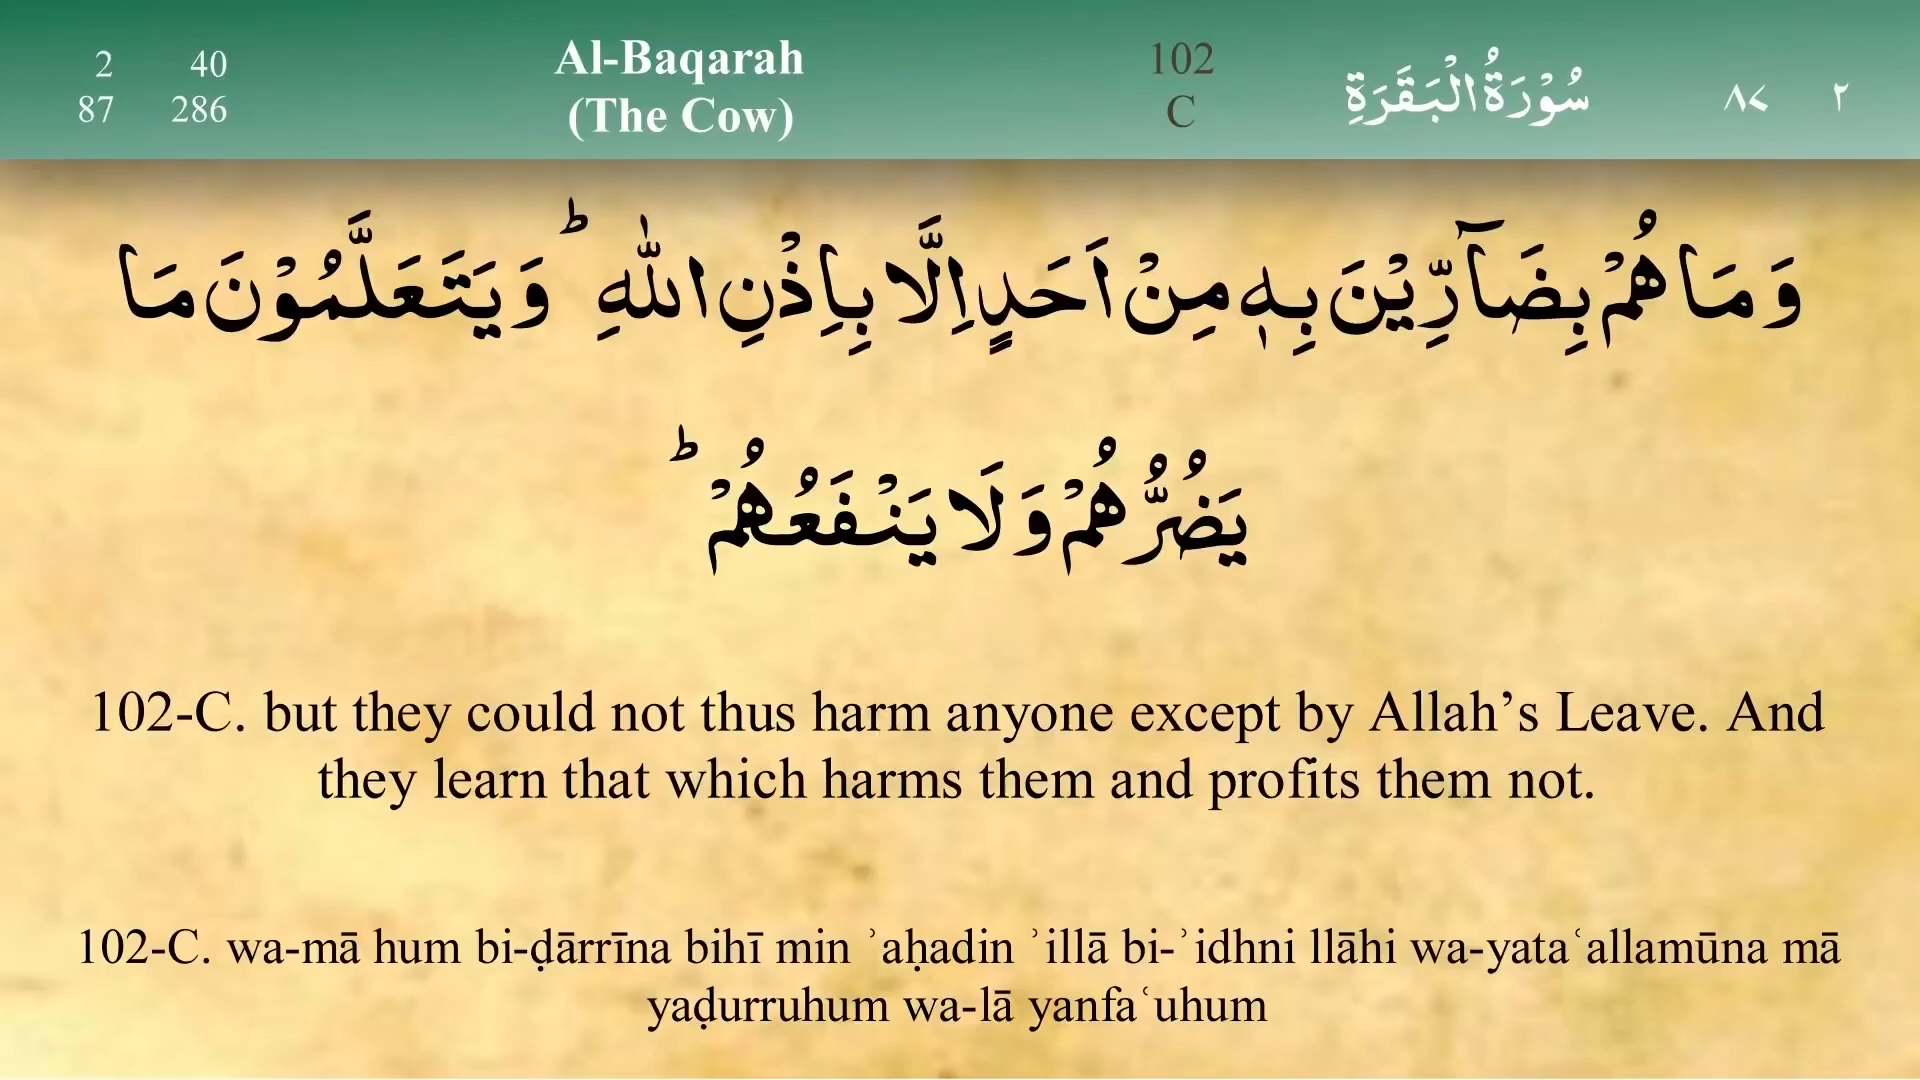 2 40
87 286
Al-Baqarah
(The Cow)
102
C
سُوْرَةُ الْبَقَرَةِ
٨٧ ٢
وَمَا هُمْ بِضَآرِّيْنَ بِهٖ مِنْ اَحَدٍ اِلَّا بِاِذْنِ اللّٰهِ ؕ وَيَتَعَلَّمُوْنَ مَا
يَضُرُّهُمْ وَلَا يَنْفَعُهُمْ ؕ
102-C. but they could not thus harm anyone except by Allah’s Leave. And
they learn that which harms them and profits them not.
102-C. wa-mā hum bi-ḍārrīna bihī min ʾaḥadin ʾillā bi-ʾidhni llāhi wa-yataʿallamūna mā
yaḍurruhum wa-lā yanfaʿuhum